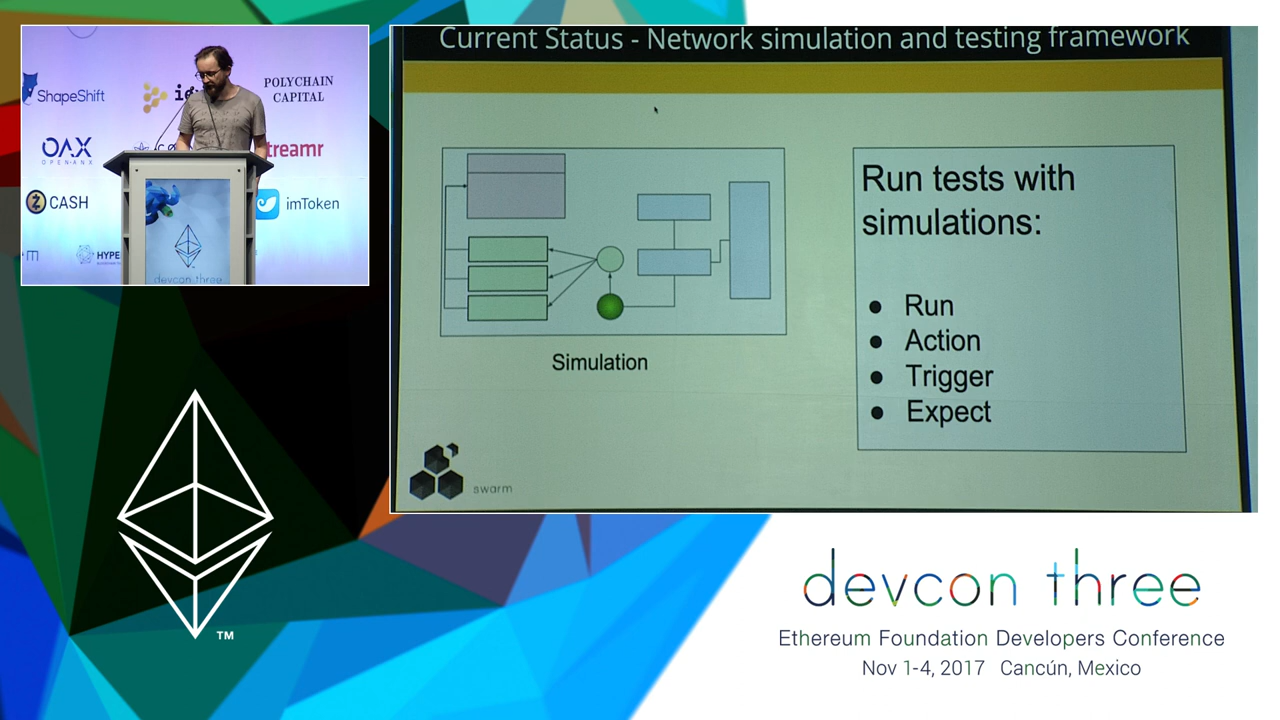 ShapeShift
POLYCHAIN
CAPITAL
OAX
OPEN ANX
treamr
CASH
imToken
HYPE
devcon three
Current Status - Network simulation and testing framework
Simulation
Run tests with
simulations:
● Run
● Action
● Trigger
● Expect
swarm
TM
devcon three
Ethereum Foundation Developers Conference
Nov 1-4, 2017 Cancún, Mexico